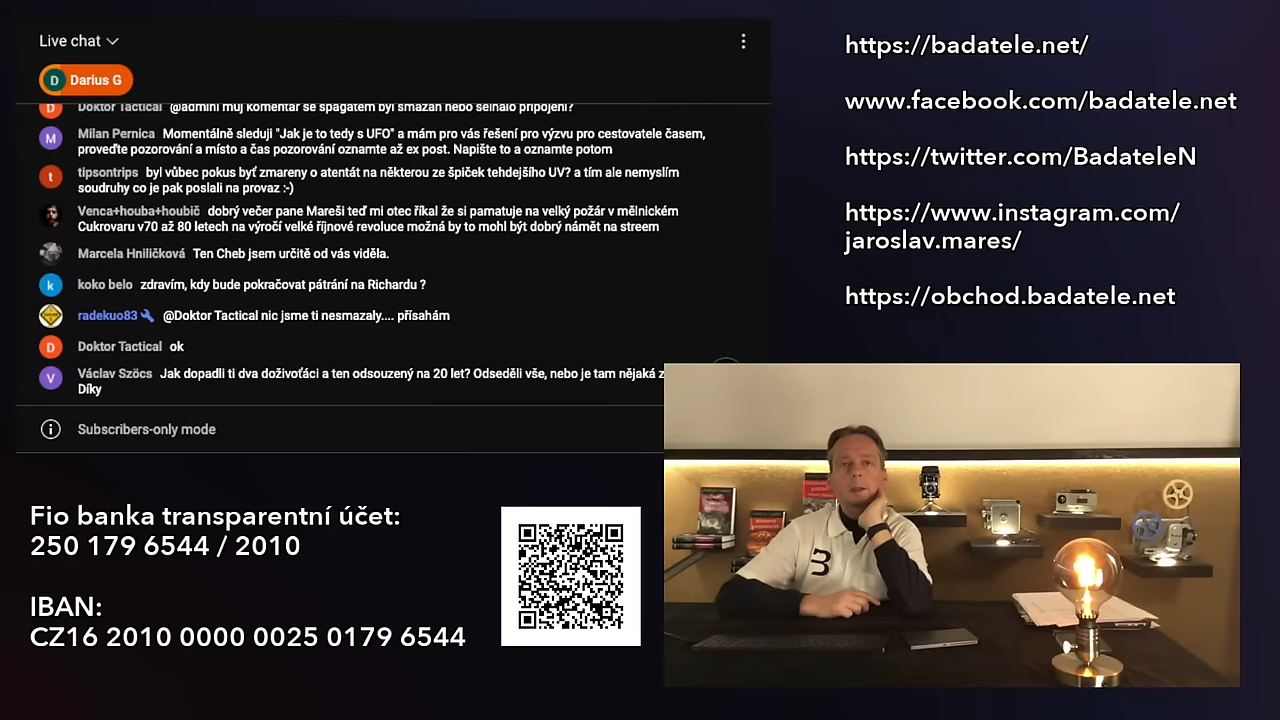 Live chat
D Darius G
D Doktor Tactical @admini muj komentar se spagatem byl smazan nebo selhalo pripojeni?
M Milan Pernica Momentálně sleduji "Jak je to tedy s UFO" a mám pro vás řešení pro výzvu pro cestovatele časem,
proveďte pozorování a místo a čas pozorování oznamte až ex post. Napište to a oznamte potom
t tipsontrips byl vůbec pokus byť zmareny o atentát na některou ze špiček tehdejšího UV? a tím ale nemyslím
soudruhy co je pak poslali na provaz :-)
Venca+houba+houbič dobrý večer pane Mareši teď mi otec říkal že si pamatuje na velký požár v mělnickém
Cukrovaru v70 až 80 letech na výročí velké říjnové revoluce možná by to mohl být dobrý námět na streem
Marcela Hniličková Ten Cheb jsem určitě od vás viděla.
k koko belo zdravím, kdy bude pokračovat pátrání na Richardu ?
radekuo83 @Doktor Tactical nic jsme ti nesmazaly.... přísahám
D Doktor Tactical ok
V Václav Szöcs Jak dopadli ti dva doživoťáci a ten odsouzený na 20 let? Odseděli vše, nebo je tam nějaká z
Díky
Subscribers-only mode
https://badatele.net/
www.facebook.com/badatele.net
https://twitter.com/BadateleN
https://www.instagram.com/
jaroslav.mares/
https://obchod.badatele.net
Fio banka transparentní účet:
250 179 6544 / 2010
IBAN:
CZ16 2010 0000 0025 0179 6544